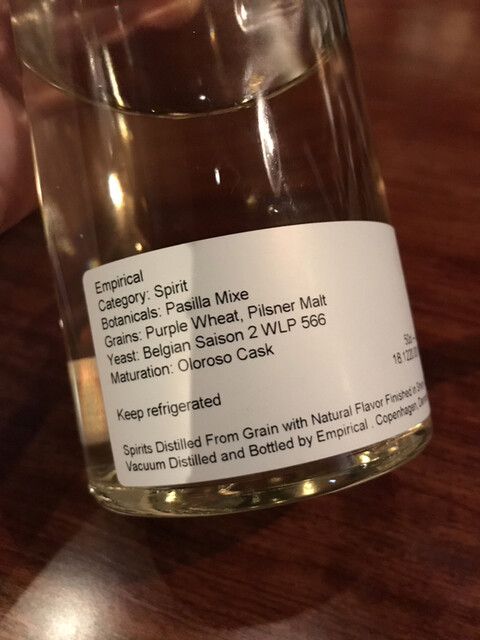 Empirical
Category: Spirit
Botanicals: Pasilla Mixe
Grains: Purple Wheat, Pilsner Malt
Yeast: Belgian Saison 2 WLP 566
Maturation: Oloroso Cask
Keep refrigerated
Spirits Distilled From Grain with Natural Flavor Finished in
Vacuum Distilled and Bottled by Empirical . Copenhagen,